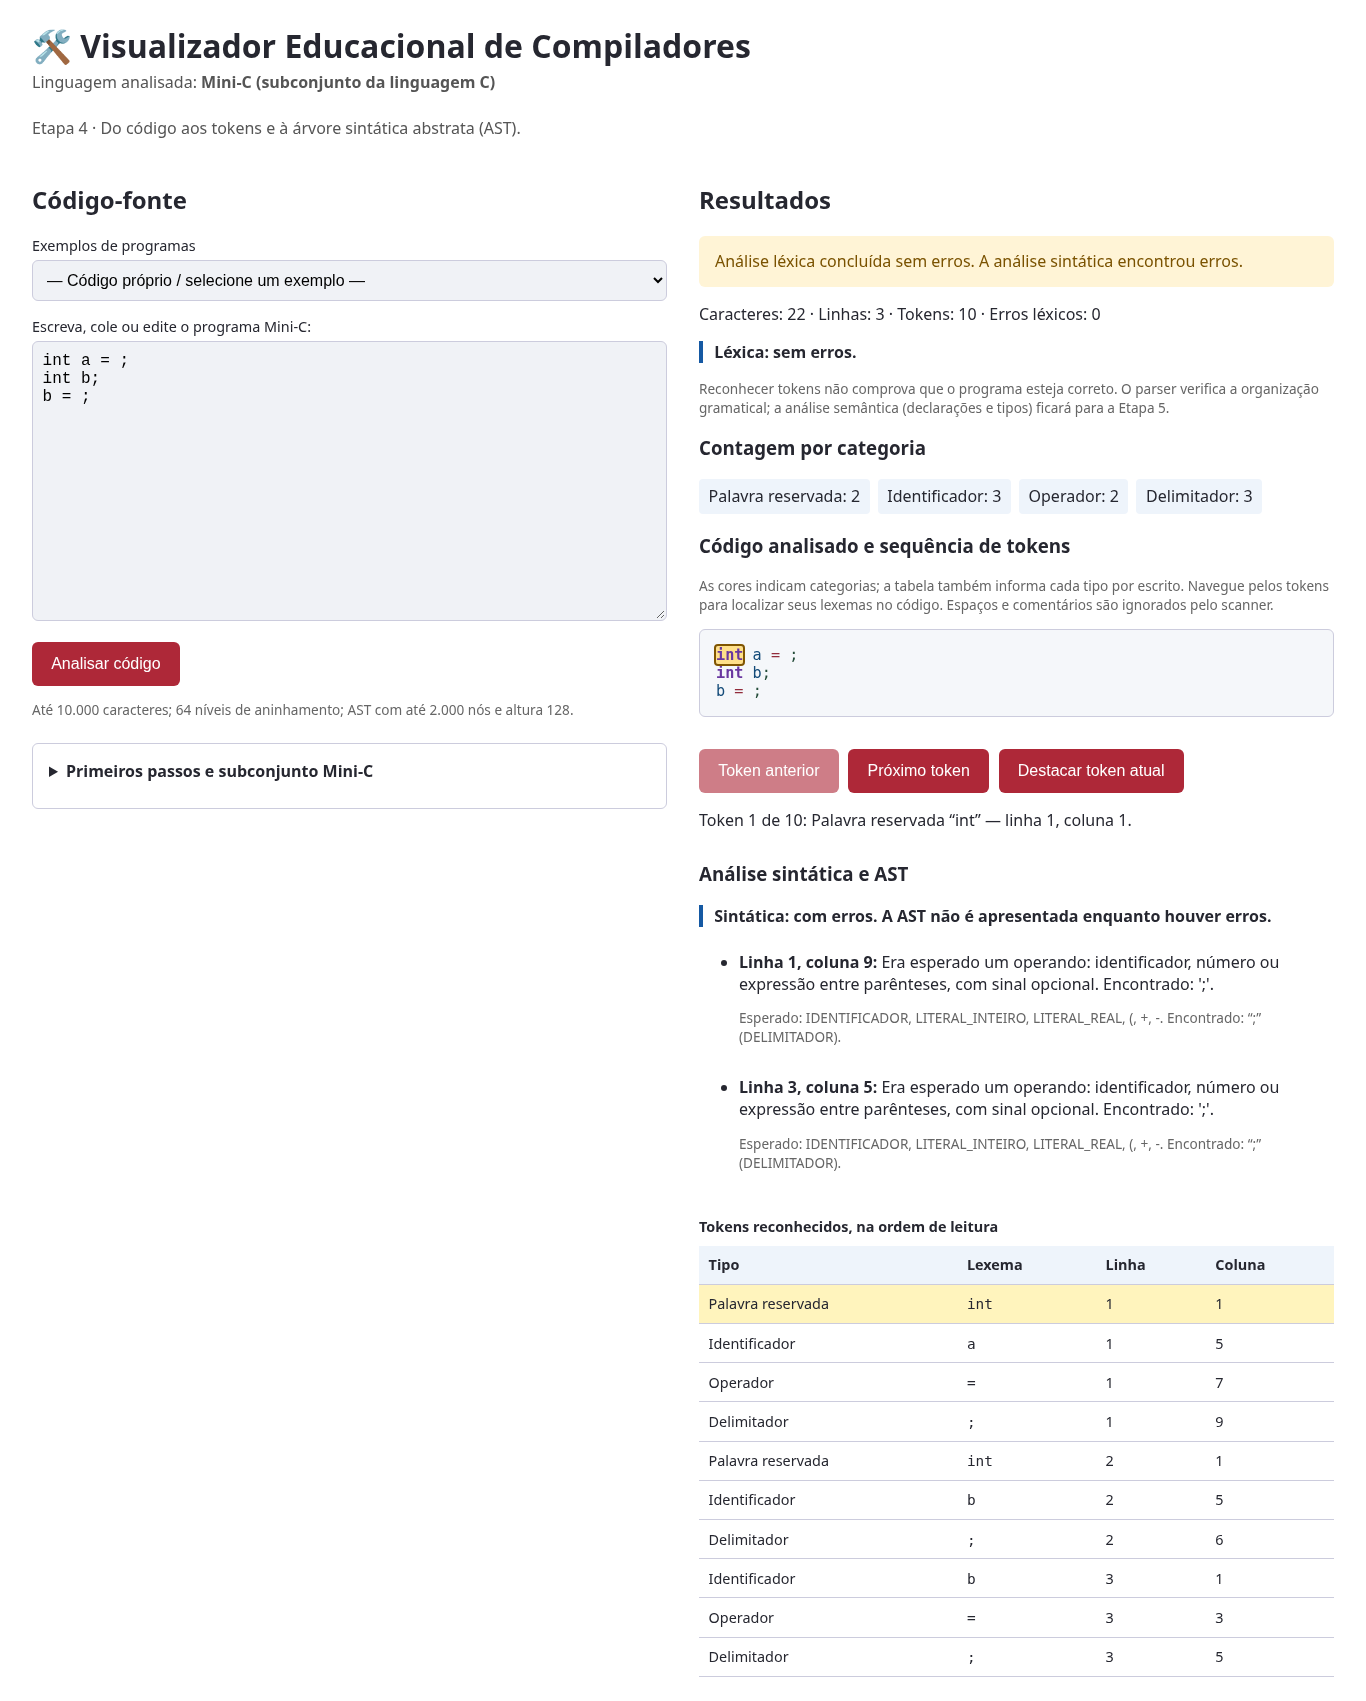 🛠️ Visualizador Educacional de Compiladores
Linguagem analisada: Mini-C (subconjunto da linguagem C)
Etapa 4 · Do código aos tokens e à árvore sintática abstrata (AST).
Código-fonte
Exemplos de programas
— Código próprio / selecione um exemplo —
Escreva, cole ou edite o programa Mini-C:
int a = ;
int b;
b = ;
Analisar código
Até 10.000 caracteres; 64 níveis de aninhamento; AST com até 2.000 nós e altura 128.
Primeiros passos e subconjunto Mini-C
Resultados
Análise léxica concluída sem erros. A análise sintática encontrou erros.
Caracteres: 22 · Linhas: 3 · Tokens: 10 · Erros léxicos: 0
Léxica: sem erros.
Reconhecer tokens não comprova que o programa esteja correto. O parser verifica a organização
gramatical; a análise semântica (declarações e tipos) ficará para a Etapa 5.
Contagem por categoria
Palavra reservada: 2 Identificador: 3 Operador: 2 Delimitador: 3
Código analisado e sequência de tokens
As cores indicam categorias; a tabela também informa cada tipo por escrito. Navegue pelos tokens
para localizar seus lexemas no código. Espaços e comentários são ignorados pelo scanner.
int a = ;
int b;
b = ;
Token anterior Próximo token Destacar token atual
Token 1 de 10: Palavra reservada “int” — linha 1, coluna 1.
Análise sintática e AST
Sintática: com erros. A AST não é apresentada enquanto houver erros.
• Linha 1, coluna 9: Era esperado um operando: identificador, número ou
expressão entre parênteses, com sinal opcional. Encontrado: ';'.
Esperado: IDENTIFICADOR, LITERAL_INTEIRO, LITERAL_REAL, (, +, -. Encontrado: “;”
(DELIMITADOR).
• Linha 3, coluna 5: Era esperado um operando: identificador, número ou
expressão entre parênteses, com sinal opcional. Encontrado: ';'.
Esperado: IDENTIFICADOR, LITERAL_INTEIRO, LITERAL_REAL, (, +, -. Encontrado: “;”
(DELIMITADOR).
Tokens reconhecidos, na ordem de leitura
Tipo Lexema Linha Coluna
Palavra reservada int 1 1
Identificador a 1 5
Operador = 1 7
Delimitador ; 1 9
Palavra reservada int 2 1
Identificador b 2 5
Delimitador ; 2 6
Identificador b 3 1
Operador = 3 3
Delimitador ; 3 5